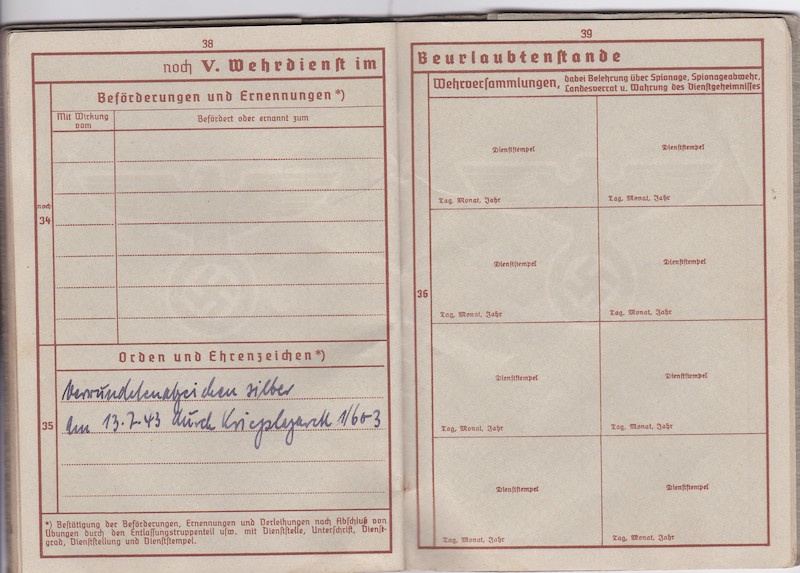 38
noch V. Wehrdienst im
Beförderungen und Ernennungen*)
Mit Wirkung vom
Befördert oder ernannt zum
noch
34
Orden und Ehrenzeichen*)
35
Verwundetenabzeichen silber
am 13.7.43 durch Kriegslazarett 1/603
*) Bestätigung der Beförderungen, Ernennungen und Verleihungen nach Abschluß von
Übungen durch den Entlassungstruppenteil usw. mit Dienststelle, Unterschrift, Dienst-
grad, Dienststellung und Dienststempel.
39
Beurlaubtenstande
Wehrversammlungen, dabei Belehrung über Spionage, Spionageabwehr,
Landesverrat u. Wahrung des Dienstgeheimnisses
36
Dienststempel
Dienststempel
Tag, Monat, Jahr
Tag, Monat, Jahr
Dienststempel
Dienststempel
Tag, Monat, Jahr
Tag, Monat, Jahr
Dienststempel
Dienststempel
Tag, Monat, Jahr
Tag, Monat, Jahr
Dienststempel
Dienststempel
Tag, Monat, Jahr
Tag, Monat, Jahr